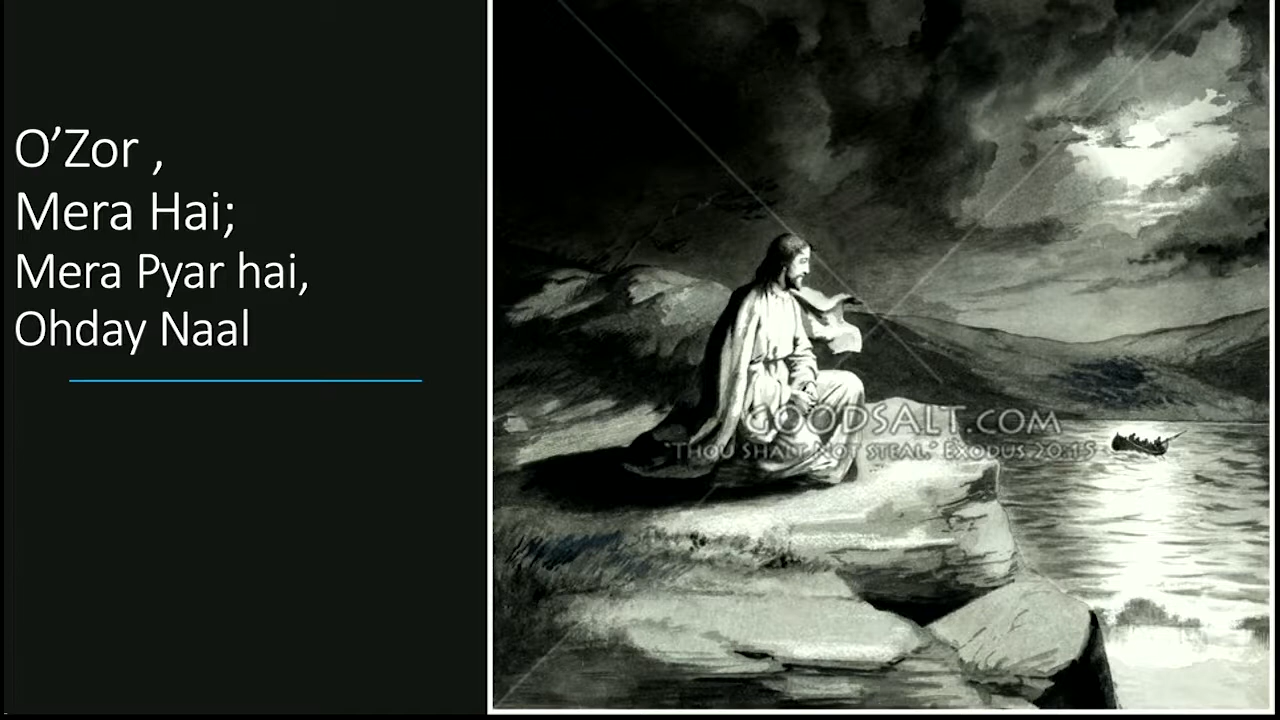 O’Zor ,
Mera Hai;
Mera Pyar hai,
Ohday Naal
GOODSALT.COM
"THOU SHALT NOT STEAL." EXODUS 20:15